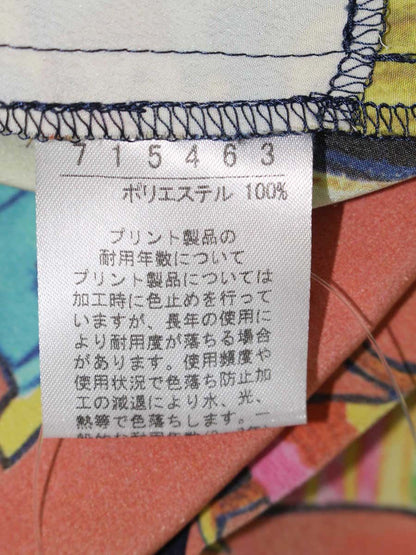 715463
ポリエステル 100%
プリント製品の
耐用年数について
プリント製品については
加工時に色止めを行って
いますが、長年の使用に
より耐用度が落ちる場合
があります。使用頻度や
使用状況で色落ち防止加
工の減退により水、光、
熱等で色落ちします。一